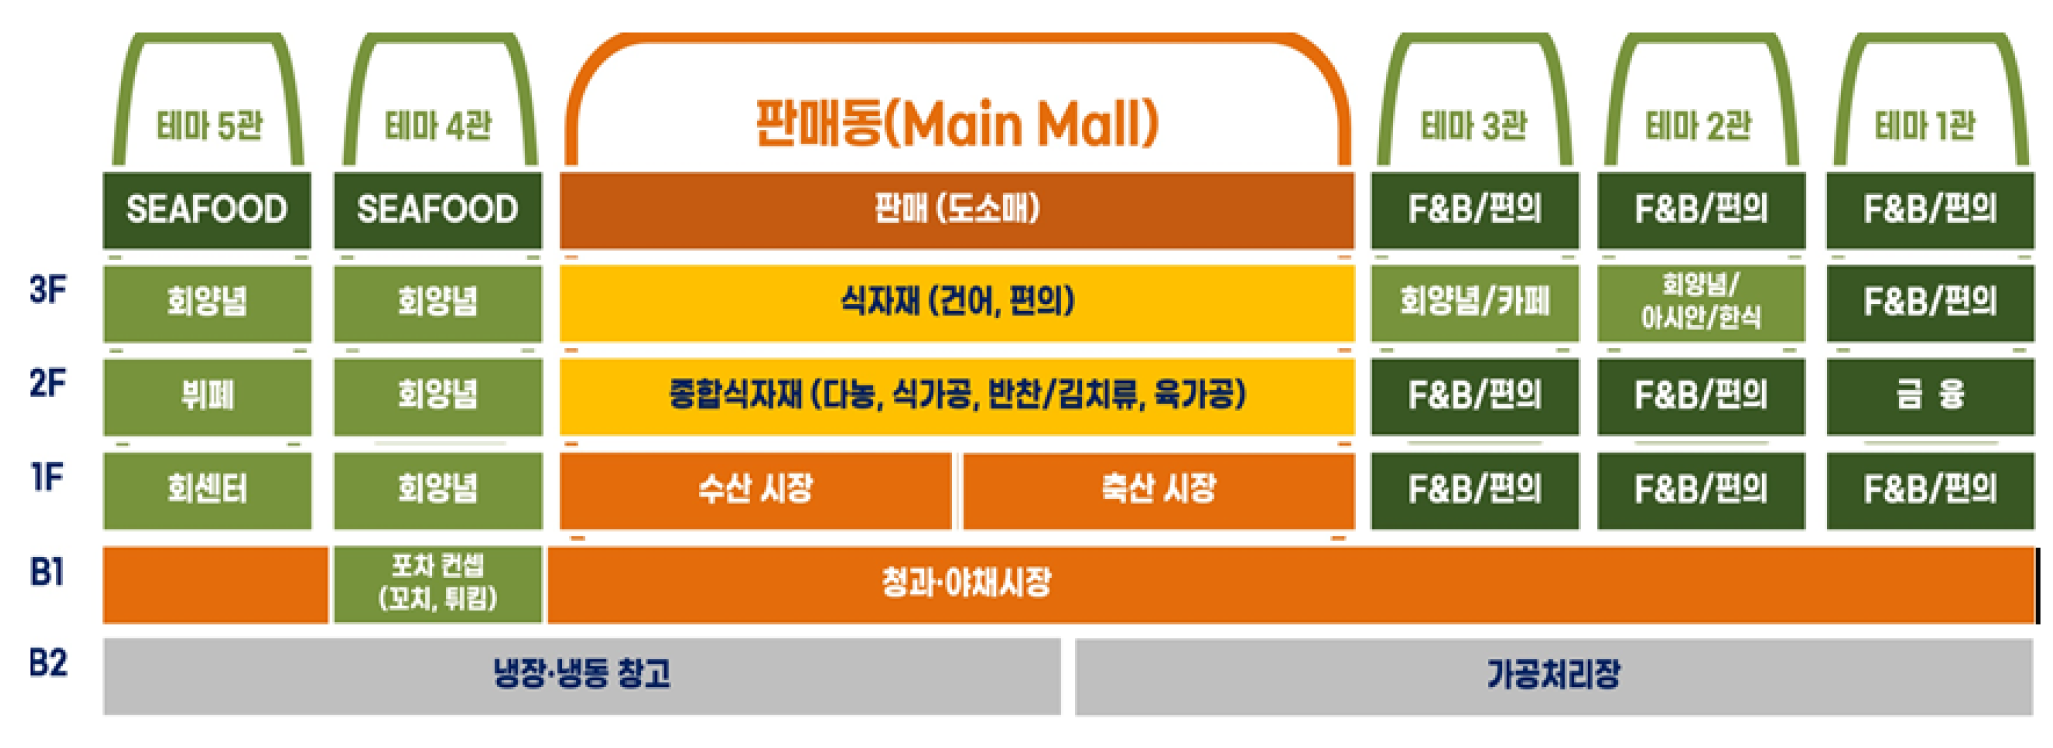 테마 5관
테마 4관
판매동(Main Mall)
테마 3관
테마 2관
테마 1관
SEAFOOD
SEAFOOD
판매 (도소매)
F&B/편의
F&B/편의
F&B/편의
3F
회양념
회양념
식자재 (건어, 편의)
회양념/카페
회양념/
아시안/한식
F&B/편의
2F
뷔페
회양념
종합식자재 (다농, 식가공, 반찬/김치류, 육가공)
F&B/편의
F&B/편의
금 융
1F
회센터
회양념
수산 시장
축산 시장
F&B/편의
F&B/편의
F&B/편의
B1
포차 컨셉
(꼬치, 튀킴)
청과·야채시장
B2
냉장·냉동 창고
가공처리장